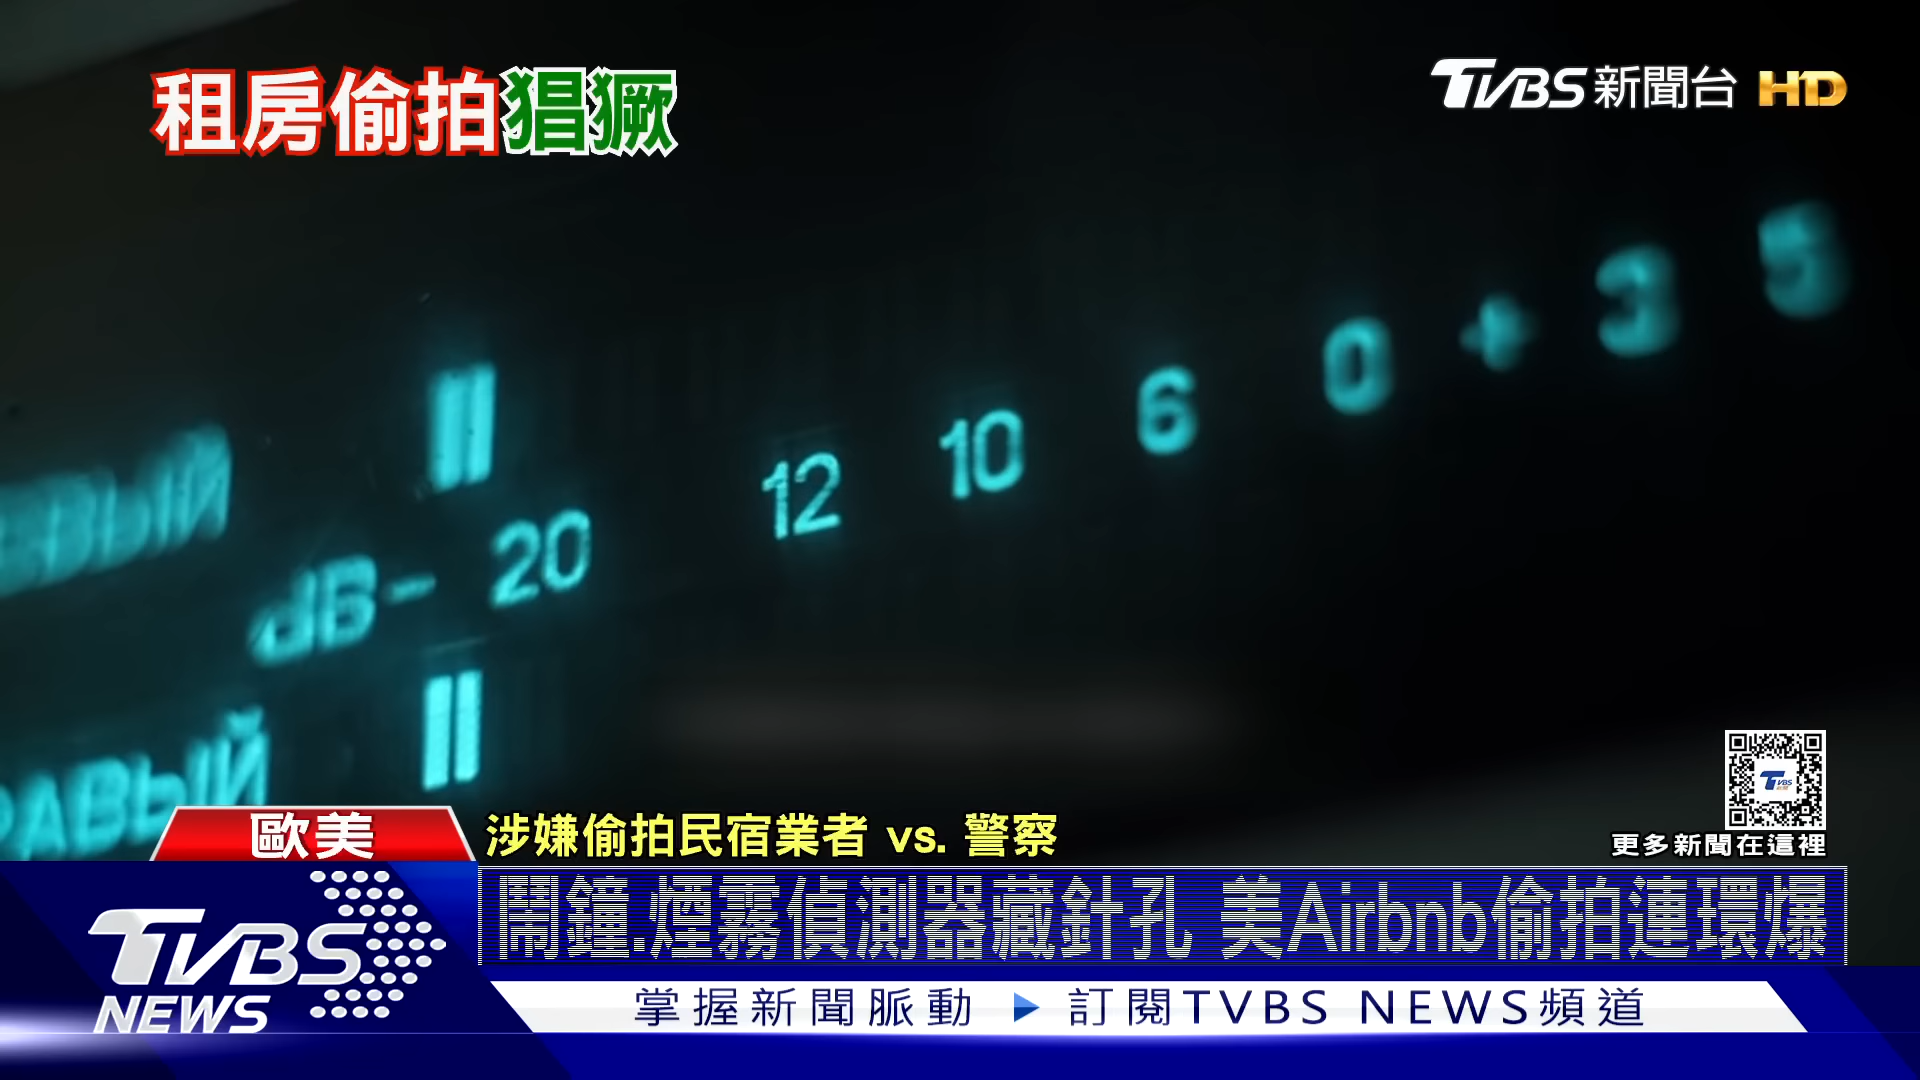 租房偷拍猖獗
TVBS新聞台 HD
dB - 20 12 10 6 0 + 3 5
更多新聞在這裡
歐美
涉嫌偷拍民宿業者 vs. 警察
鬧鐘.煙霧偵測器藏針孔 美Airbnb偷拍連環爆
TVBS NEWS
掌握新聞脈動 ▶ 訂閱TVBS NEWS頻道